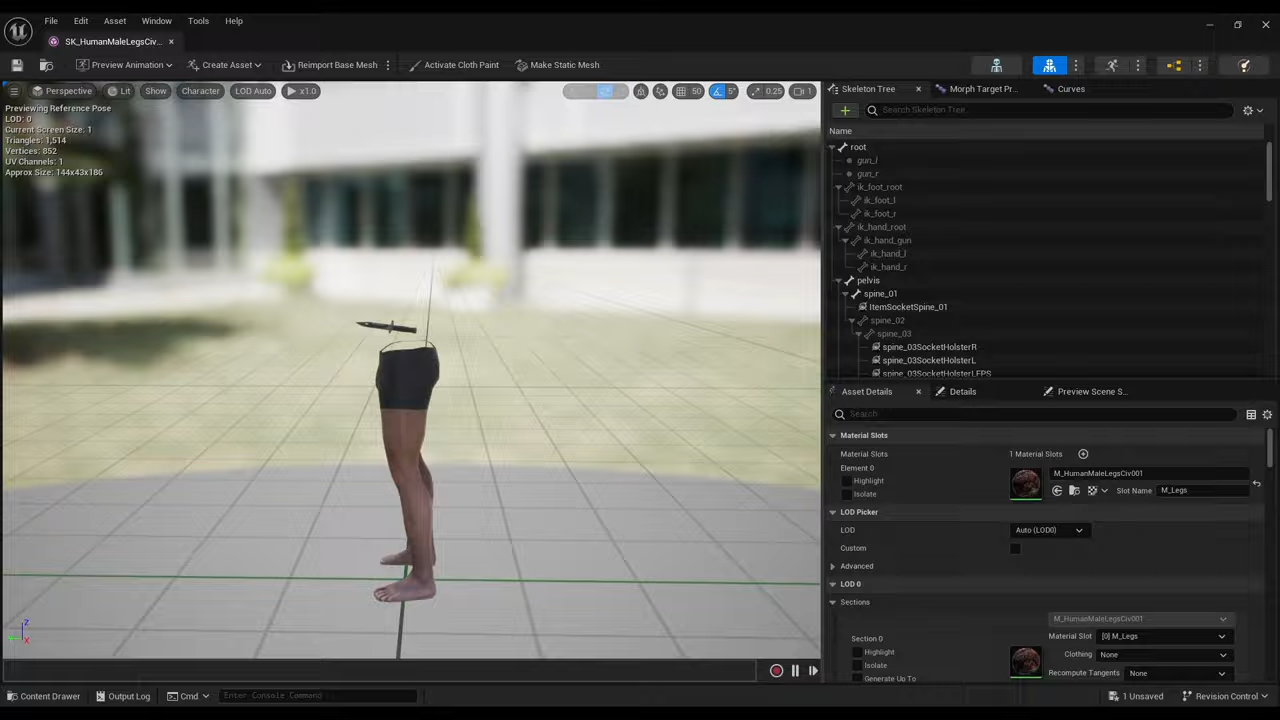 File Edit Asset Window Tools Help
SK_HumanMaleLegsCiv...
Preview Animation Create Asset Reimport Base Mesh Activate Cloth Paint Make Static Mesh
Perspective Lit Show Character LOD Auto x1.0 50 5° 0.25 1
Previewing Reference Pose
LOD: 0
Current Screen Size: 1
Triangles: 1,514
Vertices: 852
UV Channels: 1
Approx Size: 144x43x186
Z
X
Skeleton Tree Morph Target Pr... Curves
Search Skeleton Tree...
Name
root
gun_l
gun_r
ik_foot_root
ik_foot_l
ik_foot_r
ik_hand_root
ik_hand_gun
ik_hand_l
ik_hand_r
pelvis
spine_01
ItemSocketSpine_01
spine_02
spine_03
spine_03SocketHolsterR
spine_03SocketHolsterL
spine_03SocketHolsterLFPS
Asset Details Details Preview Scene S...
Search
Material Slots
Material Slots 1 Material Slots
Element 0 M_HumanMaleLegsCiv001
Highlight
Isolate Slot Name M_Legs
LOD Picker
LOD Auto (LOD0)
Custom
Advanced
LOD 0
Sections
M_HumanMaleLegsCiv001
Section 0 Material Slot [0] M_Legs
Highlight Clothing None
Isolate
Generate Up To Recompute Tangents None
Content Drawer Output Log Cmd Enter Console Command 1 Unsaved Revision Control